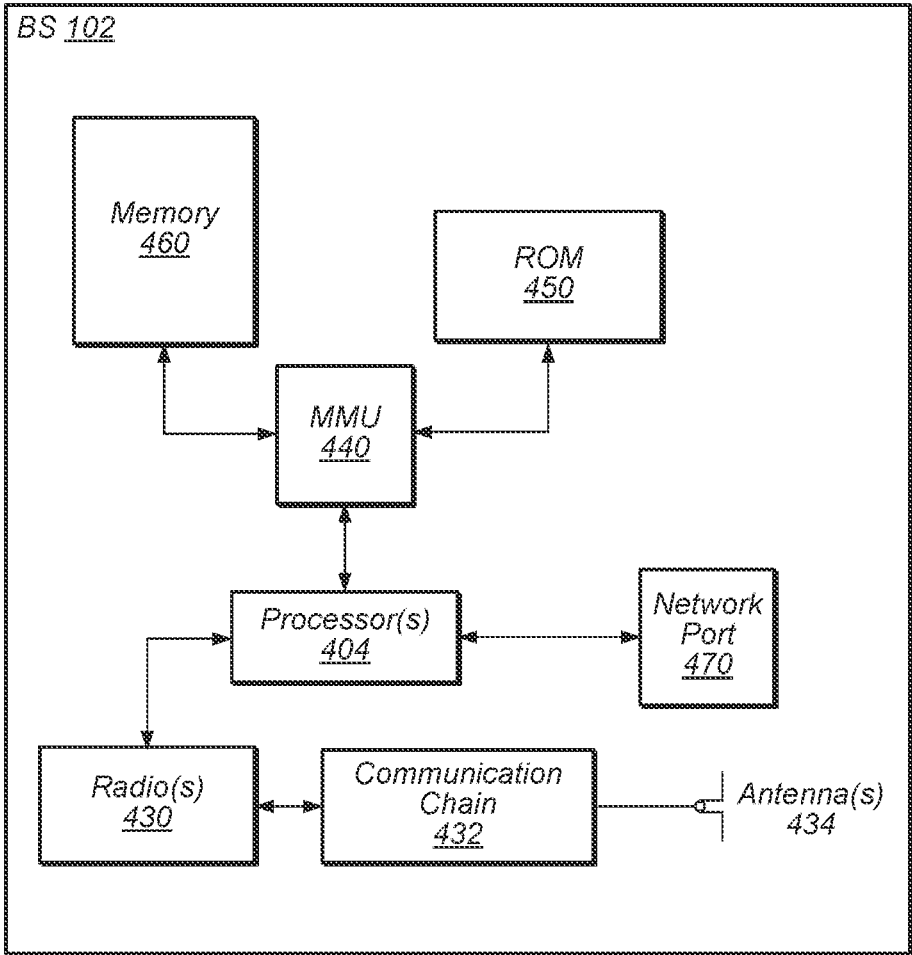 BS 102
Memory
460
ROM
450
MMU
440
Processor(s)
404
Network
Port
470
Radio(s)
430
Communication
Chain
432
Antenna(s)
434